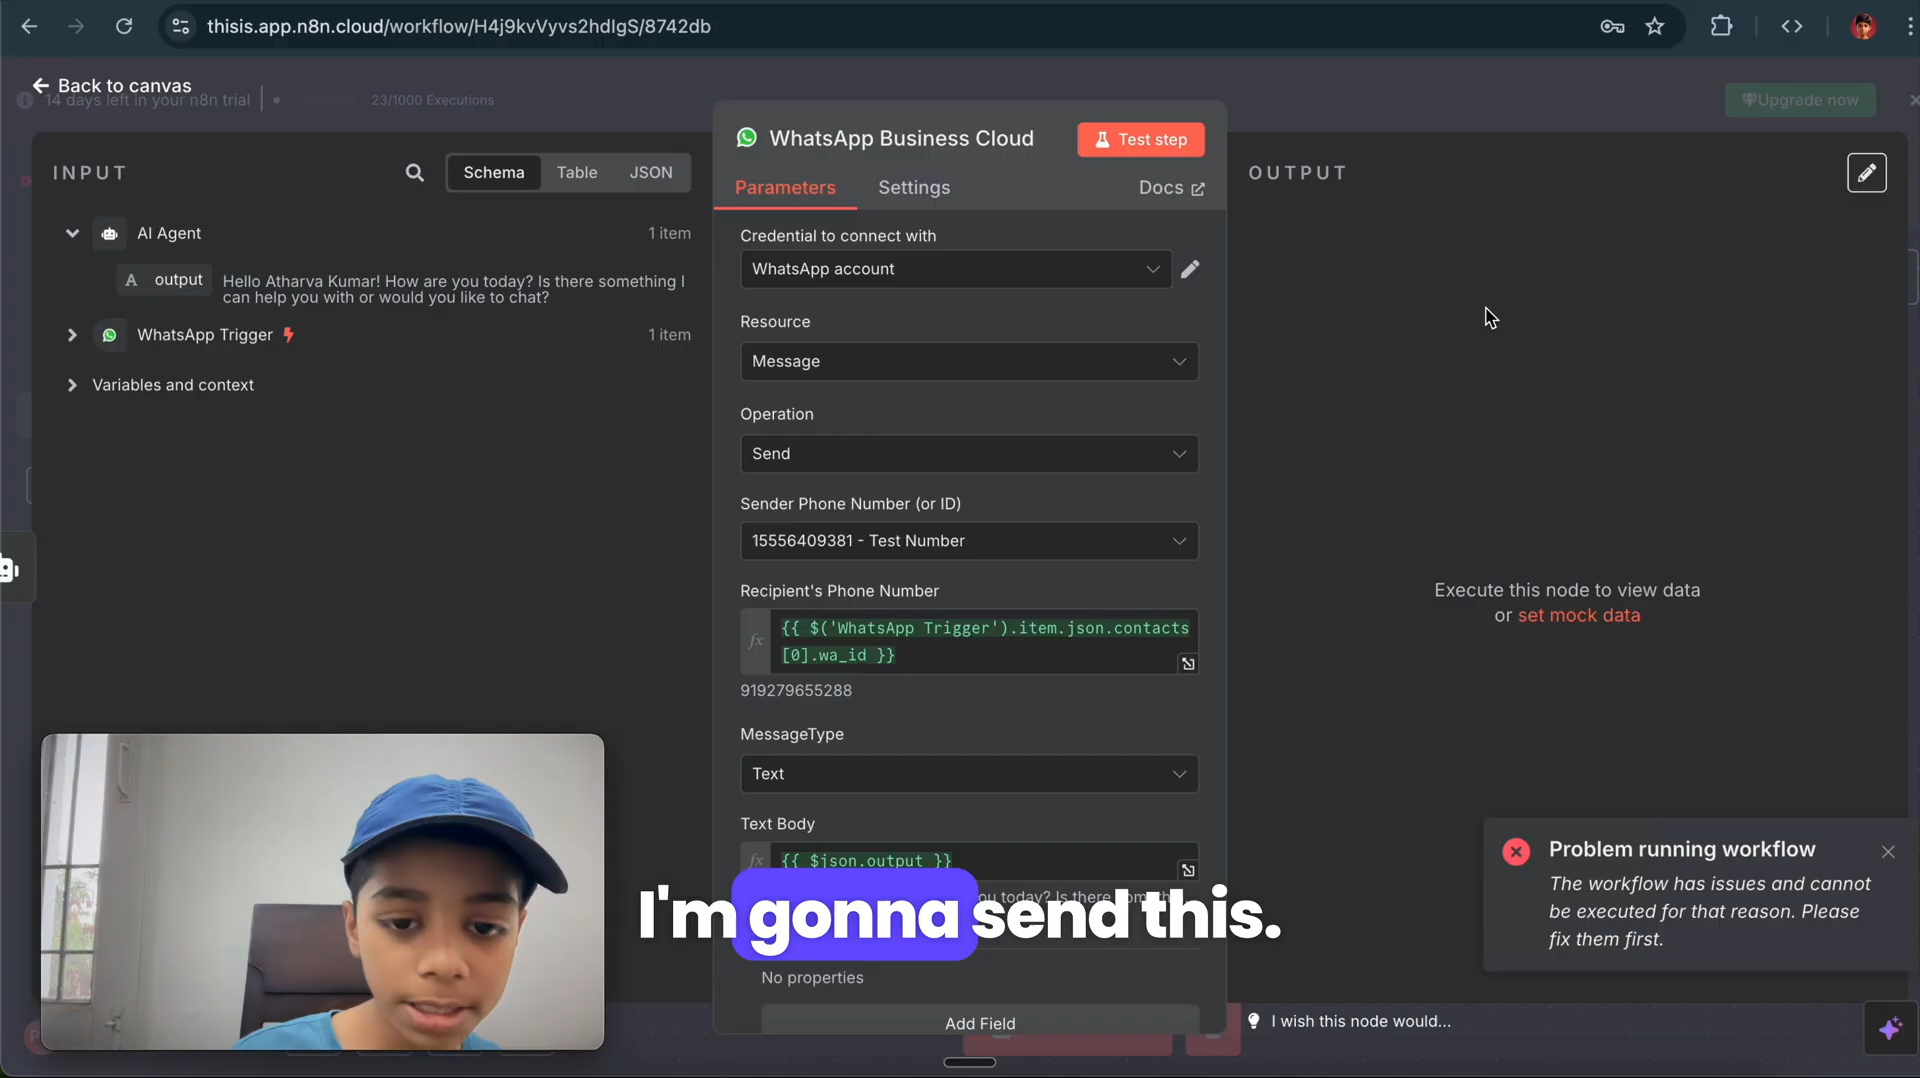 thisis.app.n8n.cloud/workflow/H4j9kvVyvs2hdIgS/8742db
Back to canvas
14 days left in your n8n trial
23/1000 Executions
Upgrade now
INPUT
Schema
Table
JSON
AI Agent
1 item
A output
Hello Atharva Kumar! How are you today? Is there something I
can help you with or would you like to chat?
WhatsApp Trigger
1 item
Variables and context
WhatsApp Business Cloud
Test step
Parameters
Settings
Docs
Credential to connect with
WhatsApp account
Resource
Message
Operation
Send
Sender Phone Number (or ID)
15556409381 - Test Number
Recipient's Phone Number
fx
{{ $('WhatsApp Trigger').item.json.contacts
[0].wa_id }}
919279655288
MessageType
Text
Text Body
fx
{{ $json.output }}
you today? Is there
I'm gonna send this.
No properties
Add Field
OUTPUT
Execute this node to view data
or set mock data
Problem running workflow
The workflow has issues and cannot
be executed for that reason. Please
fix them first.
I wish this node would...